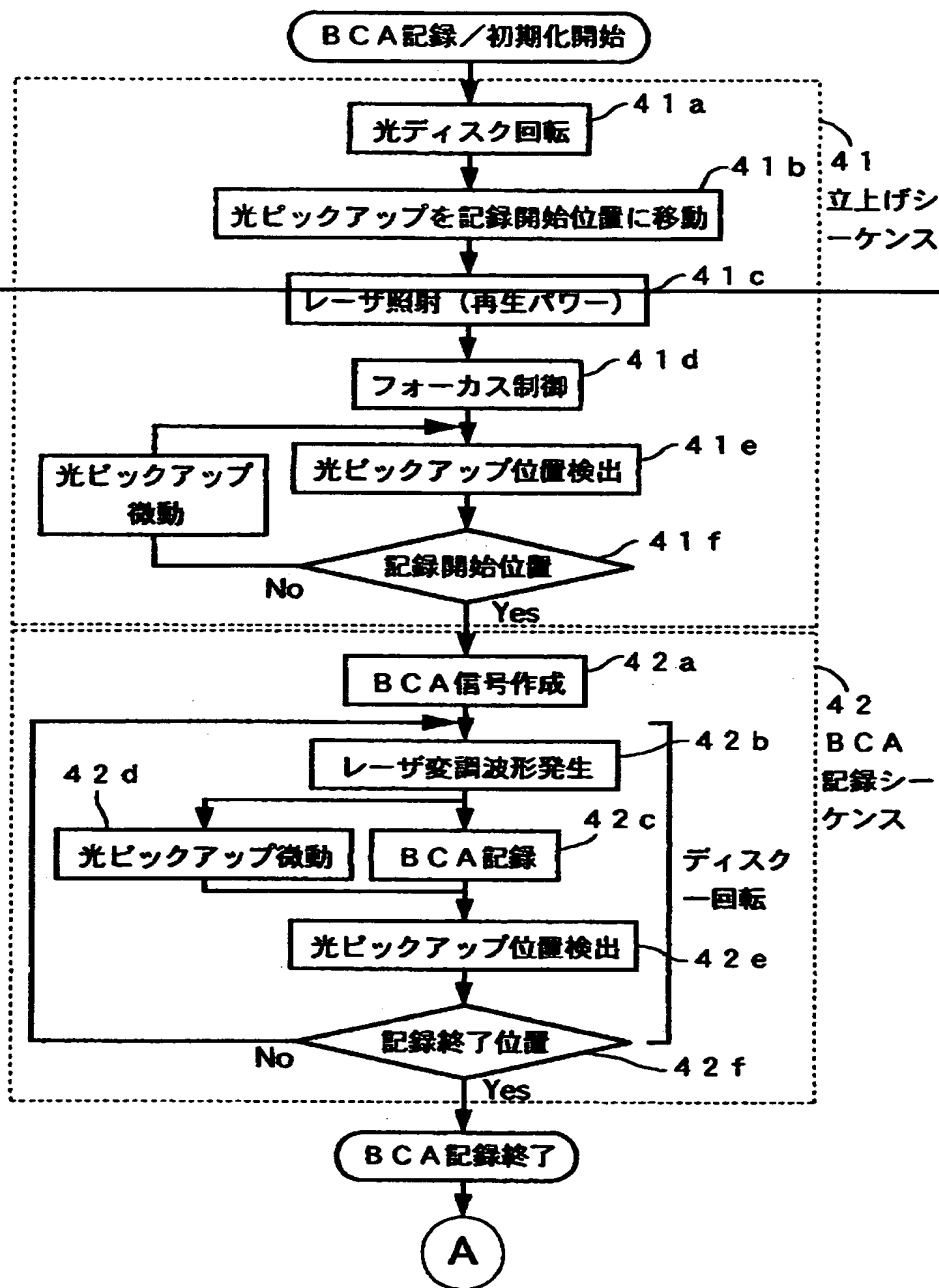 BCA記録／初期化開始
41a
光ディスク回転
41
41b
立上げシ
ーケンス
光ピックアップを記録開始位置に移動
41c
レーザ照射（再生パワー）
41d
フォーカス制御
41e
光ピックアップ位置検出
光ピックアップ
微動
41f
記録開始位置
No
Yes
42a
BCA信号作成
42
BCA
記録シー
ケンス
42b
レーザ変調波形発生
42d
42c
光ピックアップ微動
BCA記録
ディスク
一回転
光ピックアップ位置検出
42e
記録終了位置
No
42f
Yes
BCA記録終了
A